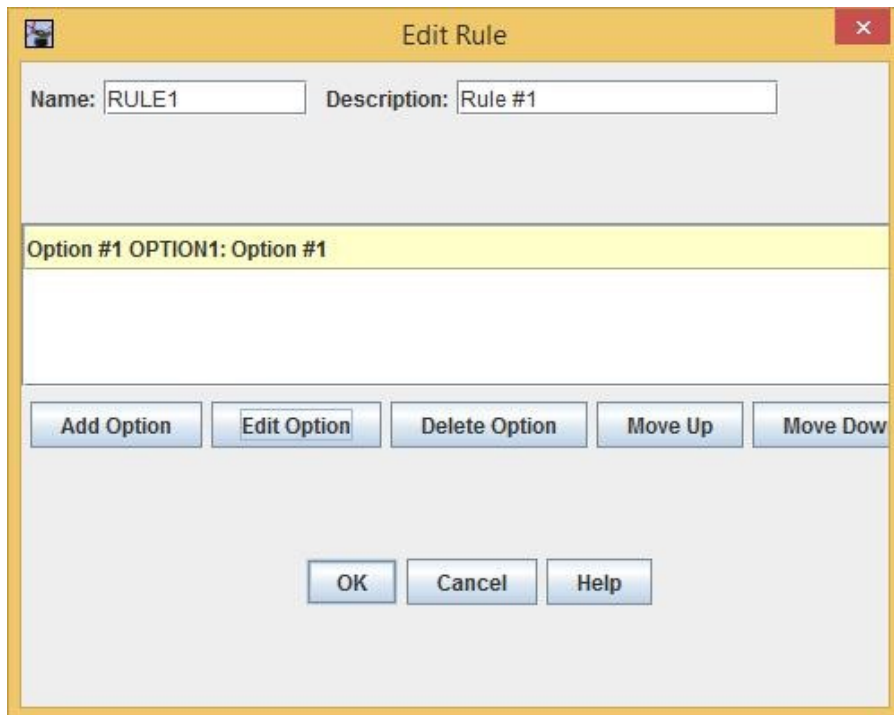 Edit Rule
Name: RULE1 Description: Rule #1
Option #1 OPTION1: Option #1
Add Option Edit Option Delete Option Move Up Move Dow
OK Cancel Help